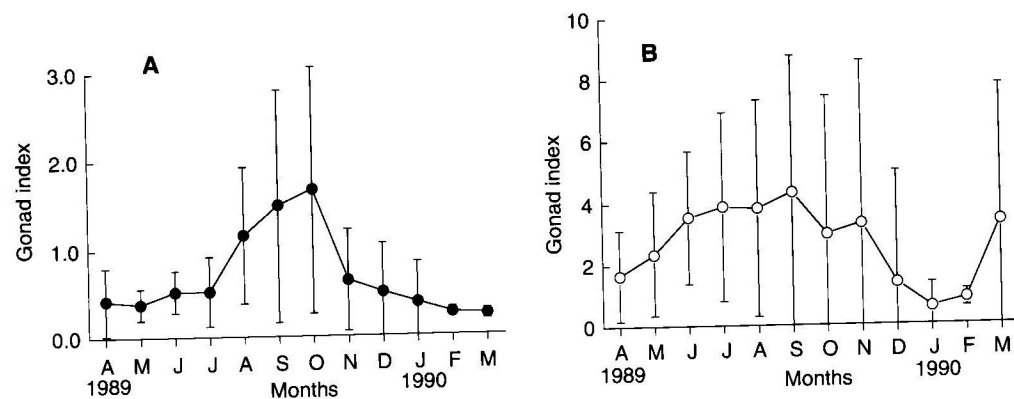 A
Gonad index
3.0
2.0
1.0
0.0
A M J J A S O N D J F M
1989 Months 1990
B
Gonad index
10
8
6
4
2
0
A M J J A S O N D J F M
1989 Months 1990